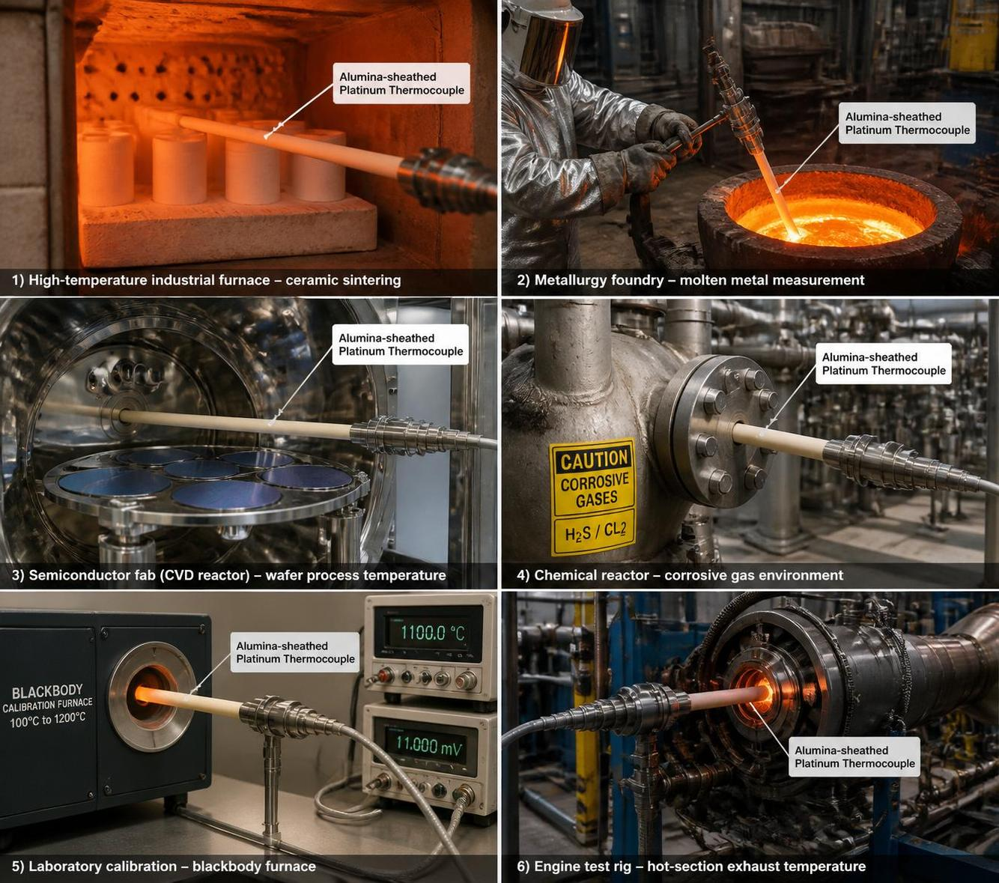 Alumina-sheathed
Platinum Thermocouple
1) High-temperature industrial furnace – ceramic sintering
Alumina-sheathed
Platinum Thermocouple
2) Metallurgy foundry – molten metal measurement
Alumina-sheathed
Platinum Thermocouple
3) Semiconductor fab (CVD reactor) – wafer process temperature
Alumina-sheathed
Platinum Thermocouple
CAUTION
CORROSIVE
GASES
H2S / CL2
4) Chemical reactor – corrosive gas environment
Alumina-sheathed
Platinum Thermocouple
BLACKBODY
CALIBRATION FURNACE
100°C to 1200°C
1100.0 °C
11.000 mV
5) Laboratory calibration – blackbody furnace
Alumina-sheathed
Platinum Thermocouple
6) Engine test rig – hot-section exhaust temperature